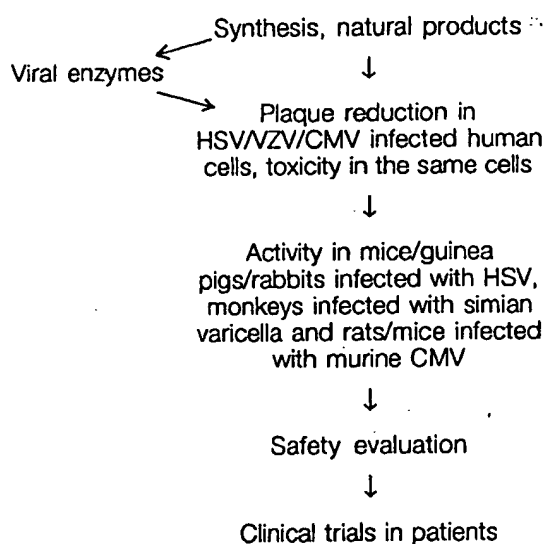 Synthesis, natural products
Viral enzymes
Plaque reduction in
HSV/VZV/CMV infected human
cells, toxicity in the same cells
Activity in mice/guinea
pigs/rabbits infected with HSV,
monkeys infected with simian
varicella and rats/mice infected
with murine CMV
Safety evaluation
Clinical trials in patients